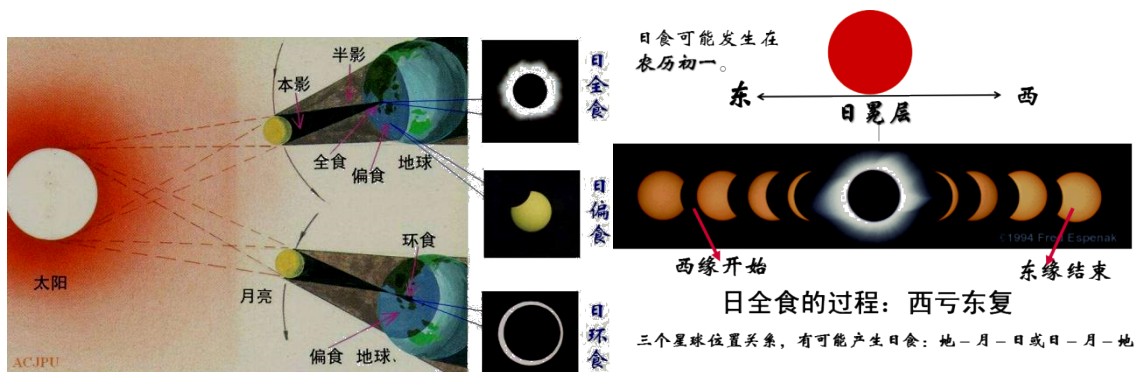 半影
本影
全食
偏食
地球
太阳
月亮
环食
偏食
地球、
ACJPU
日全食
日偏食
日环食
日食可能发生在
农历初一。
东
西
日冕层
©1994 Fred Espenak
西缘开始
东缘结束
日全食的过程：西亏东复
三个星球位置关系，有可能产生日食：地－月－日或日－月－地